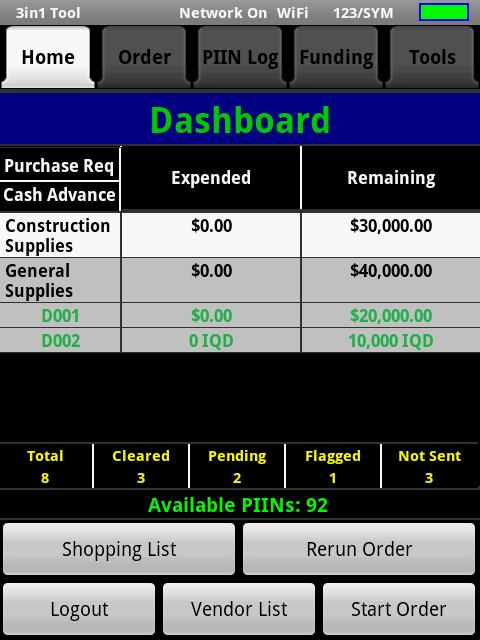 3in1 Tool Network On WiFi 123/SYM
Home Order PIIN Log Funding Tools
Dashboard
Purchase Req
Cash Advance
Expended Remaining
Construction Supplies $0.00 $30,000.00
General Supplies $0.00 $40,000.00
D001 $0.00 $20,000.00
D002 0 IQD 10,000 IQD
Total Cleared Pending Flagged Not Sent
8 3 2 1 3
Available PIINs: 92
Shopping List Rerun Order
Logout Vendor List Start Order